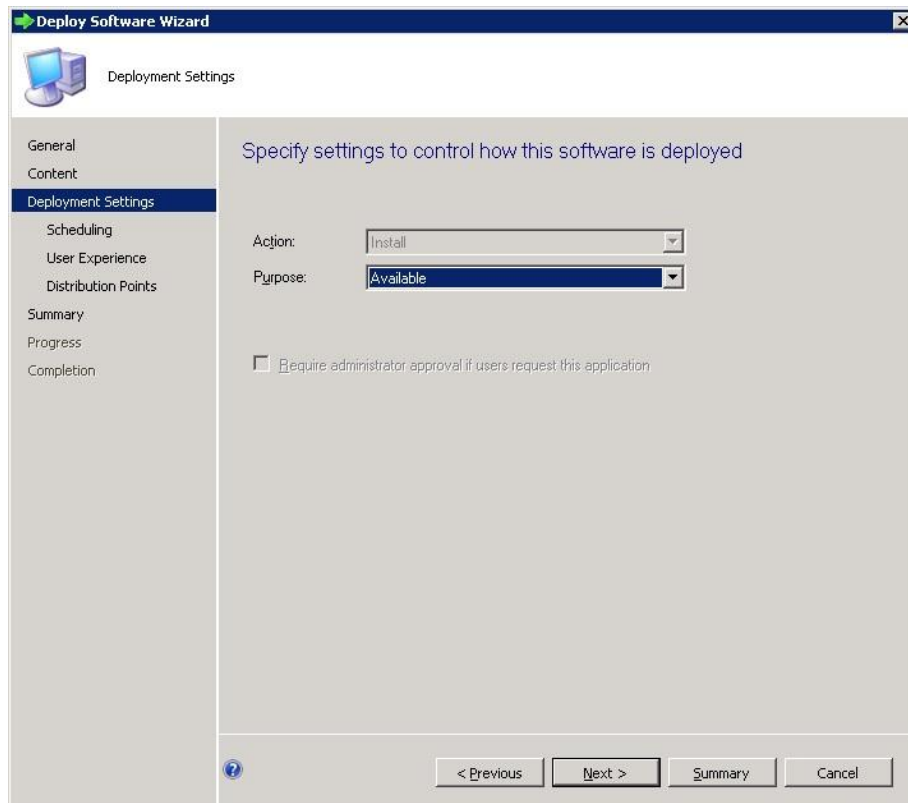 Deploy Software Wizard
Deployment Settings
General
Content
Deployment Settings
Scheduling
User Experience
Distribution Points
Summary
Progress
Completion
Specify settings to control how this software is deployed
Action: Install
Purpose: Available
Require administrator approval if users request this application
< Previous Next > Summary Cancel